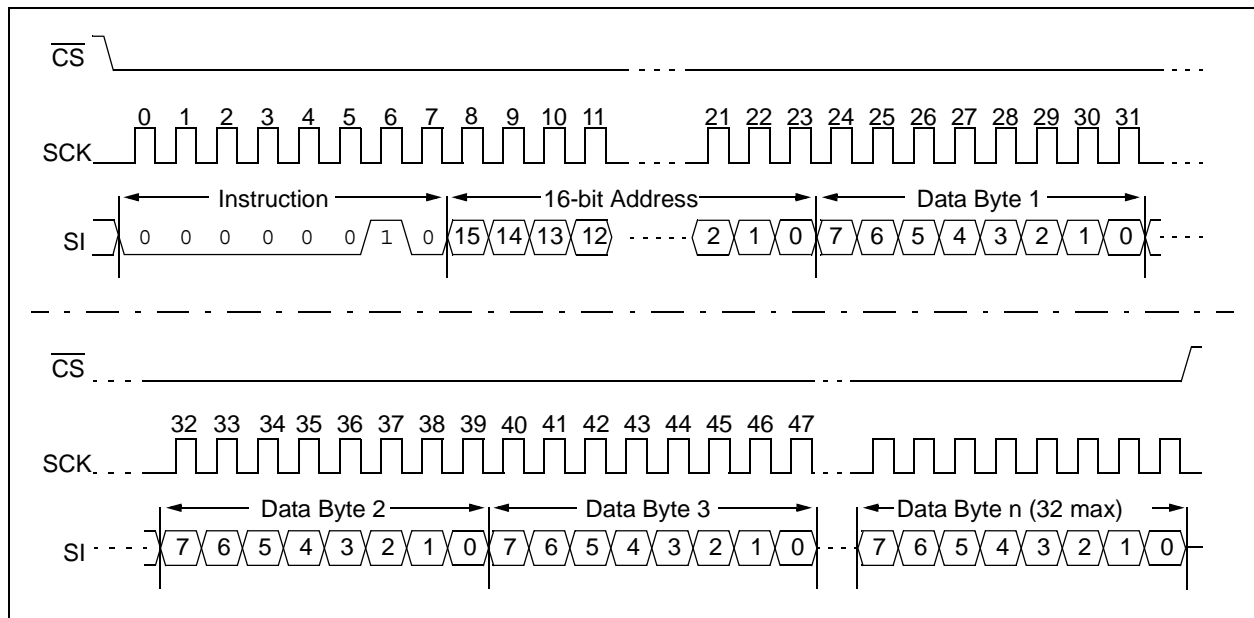 CS
0 1 2 3 4 5 6 7 8 9 10 11 21 22 23 24 25 26 27 28 29 30 31
SCK
Instruction 16-bit Address Data Byte 1
SI 0 0 0 0 0 0 1 0 15 14 13 12 2 1 0 7 6 5 4 3 2 1 0
CS
32 33 34 35 36 37 38 39 40 41 42 43 44 45 46 47
SCK
Data Byte 2 Data Byte 3 Data Byte n (32 max)
SI 7 6 5 4 3 2 1 0 7 6 5 4 3 2 1 0 7 6 5 4 3 2 1 0